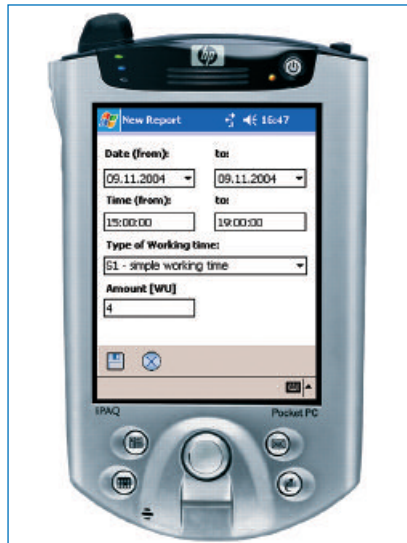 hp
New Report 16:47
Date (from): to:
09.11.2004 09.11.2004
Time (from): to:
15:00:00 19:00:00
Type of Working time:
S1 - simple working time
Amount [WU]
4
iPAQ Pocket PC